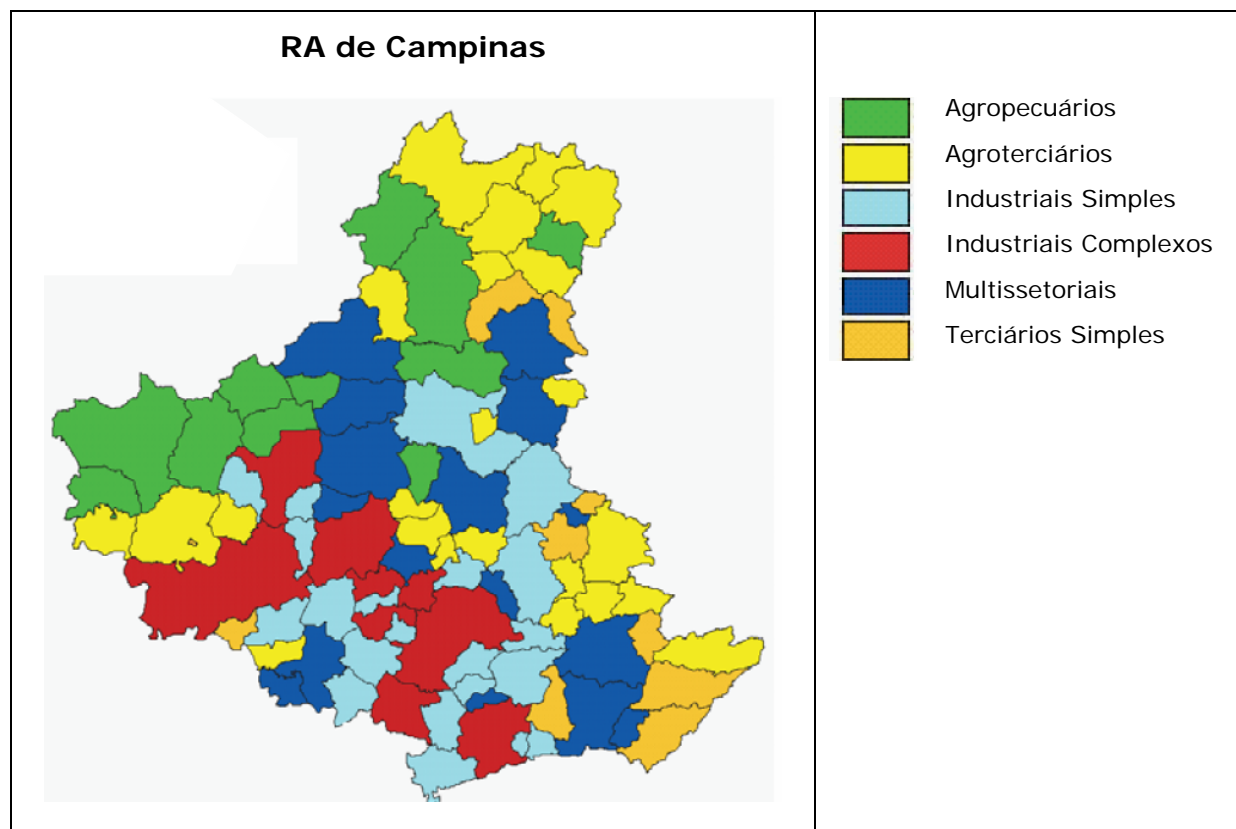 RA de Campinas
Agropecuários
Agroterciários
Industriais Simples
Industriais Complexos
Multissetoriais
Terciários Simples